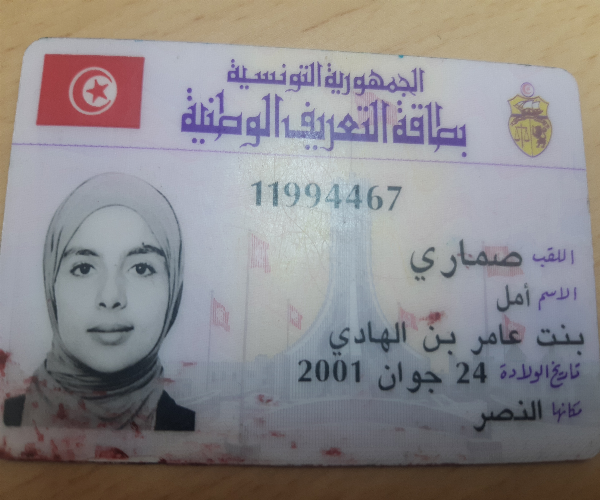 الجمهورية التونسية
بطاقة التعريف الوطنية
11994467
اللقب صماري
الاسم أمل
بنت عامر بن الهادي
تاريخ الولادة 24 جوان 2001
مكانها النصر